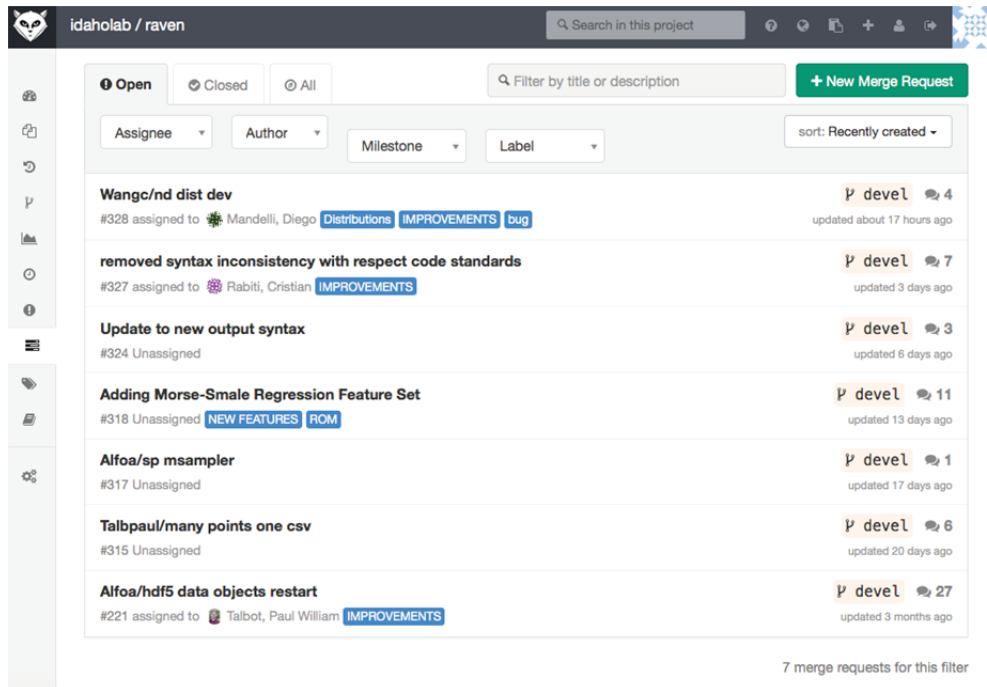 idaholab / raven
Search in this project
Open
Closed
All
Filter by title or description
+ New Merge Request
Assignee
Author
Milestone
Label
sort: Recently created
Wangc/nd dist dev
devel
4
#328 assigned to Mandelli, Diego Distributions IMPROVEMENTS bug
updated about 17 hours ago
removed syntax inconsistency with respect code standards
devel
7
#327 assigned to Rabiti, Cristian IMPROVEMENTS
updated 3 days ago
Update to new output syntax
devel
3
#324 Unassigned
updated 6 days ago
Adding Morse-Smale Regression Feature Set
devel
11
#318 Unassigned NEW FEATURES ROM
updated 13 days ago
Alfoa/sp msampler
devel
1
#317 Unassigned
updated 17 days ago
Talbpaul/many points one csv
devel
6
#315 Unassigned
updated 20 days ago
Alfoa/hdf5 data objects restart
devel
27
#221 assigned to Talbot, Paul William IMPROVEMENTS
updated 3 months ago
7 merge requests for this filter